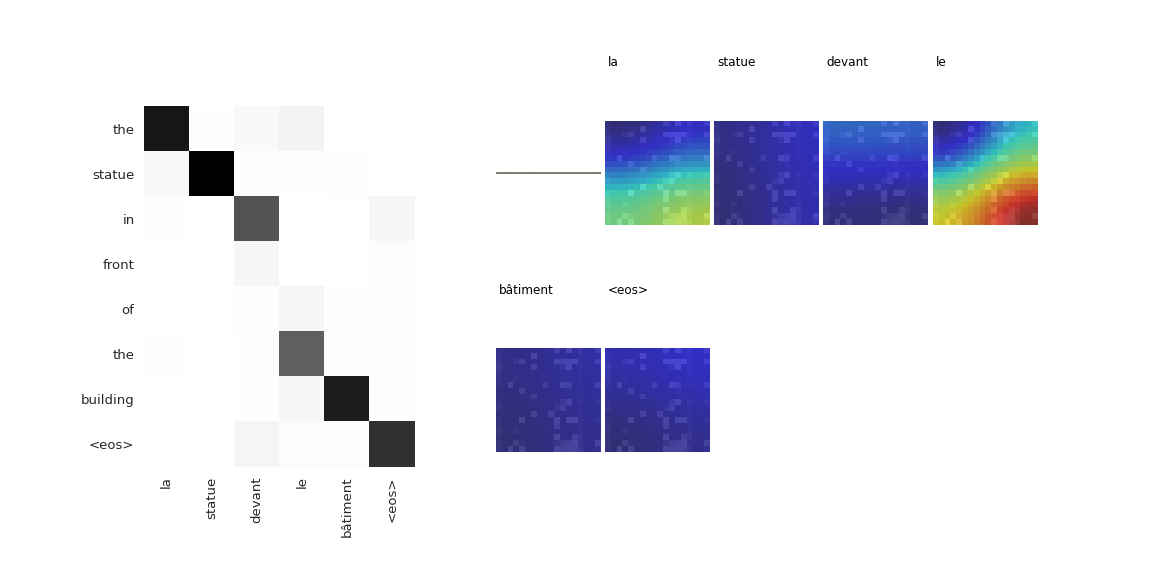 the
statue
in
front
of
the
building
<eos>
la
statue
devant
le
bâtiment
<eos>
la statue devant le
bâtiment <eos>